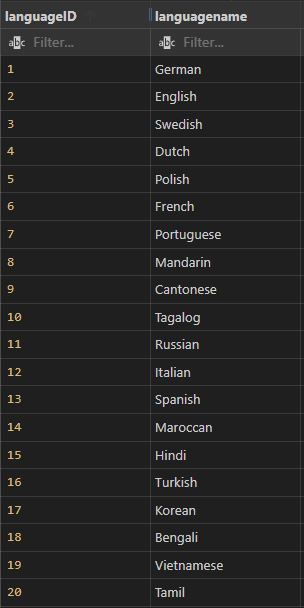 languageID languagename
abc Filter... abc Filter...
1 German
2 English
3 Swedish
4 Dutch
5 Polish
6 French
7 Portuguese
8 Mandarin
9 Cantonese
10 Tagalog
11 Russian
12 Italian
13 Spanish
14 Maroccan
15 Hindi
16 Turkish
17 Korean
18 Bengali
19 Vietnamese
20 Tamil